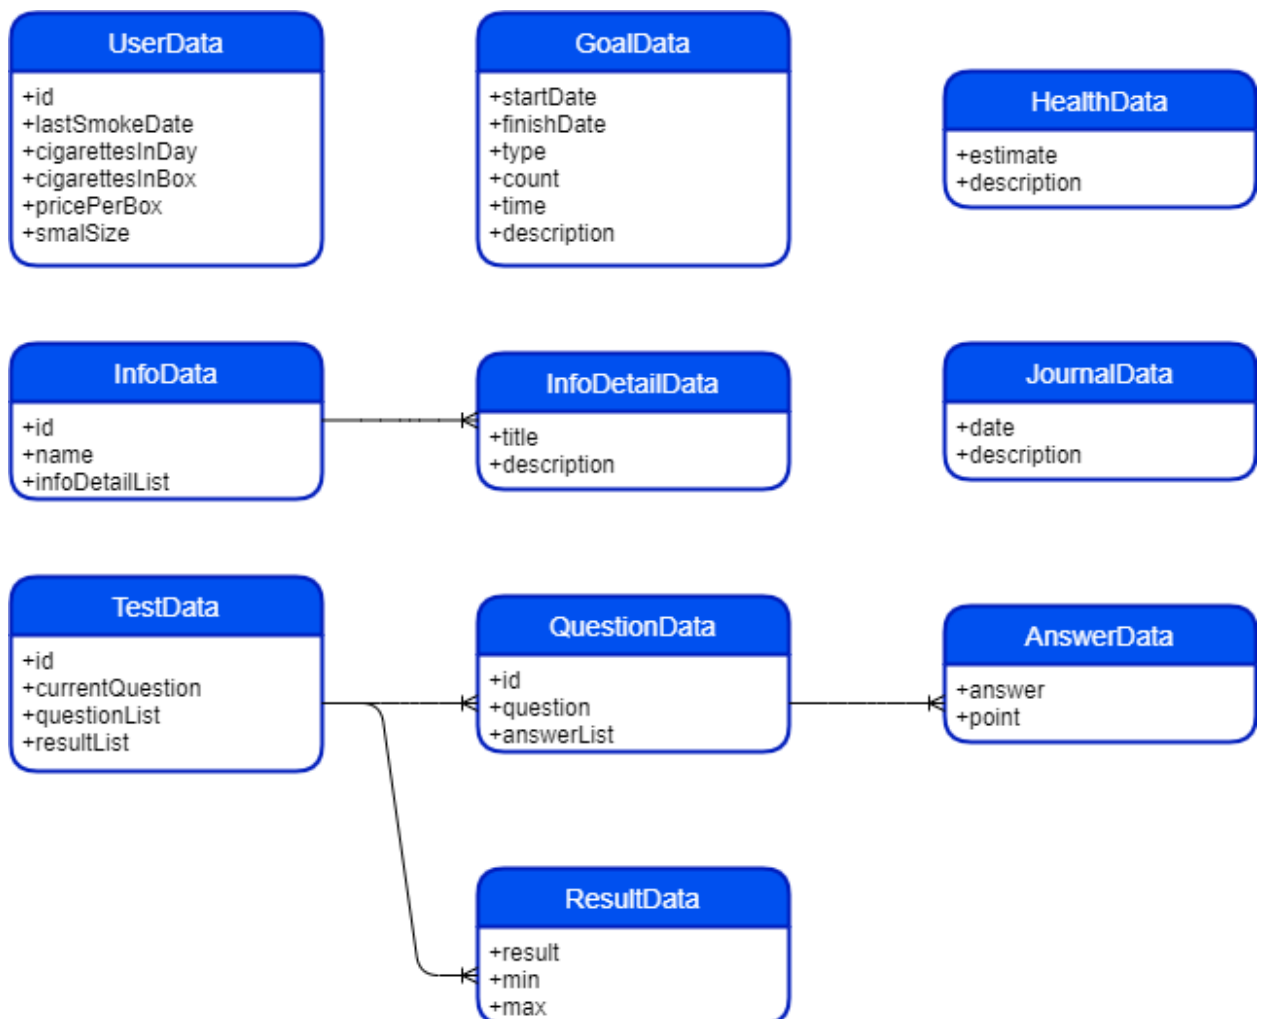 UserData
+id
+lastSmokeDate
+cigarettesInDay
+cigarettesInBox
+pricePerBox
+smalSize
GoalData
+startDate
+finishDate
+type
+count
+time
+description
HealthData
+estimate
+description
InfoData
+id
+name
+infoDetailList
InfoDetailData
+title
+description
JournalData
+date
+description
TestData
+id
+currentQuestion
+questionList
+resultList
QuestionData
+id
+question
+answerList
AnswerData
+answer
+point
ResultData
+result
+min
+max